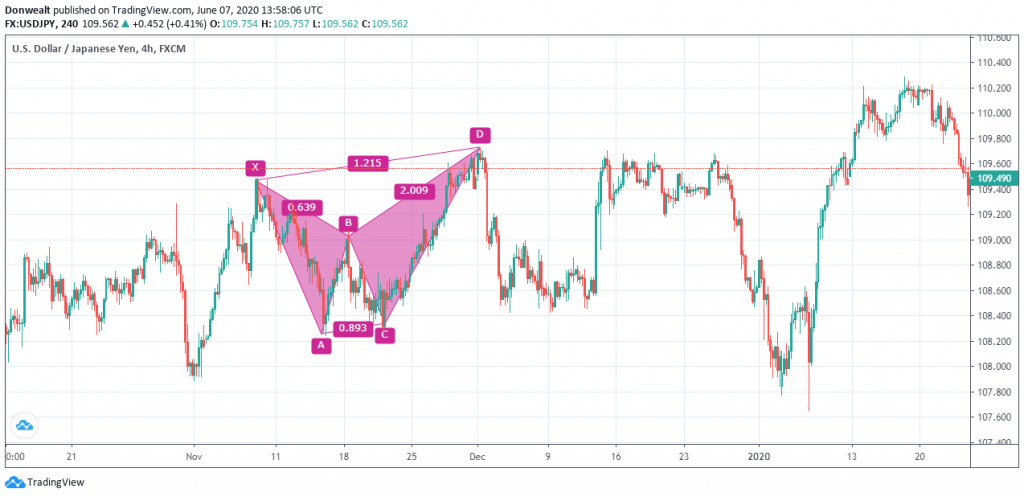 Donwealt published on TradingView.com, June 07, 2020 13:58:06 UTC
FX:USDJPY, 240 109.562 ▲ +0.452 (+0.41%) O:109.754 H:109.757 L:109.562 C:109.562
U.S. Dollar / Japanese Yen, 4h, FXCM
110.600
110.400
110.200
110.000
109.800
109.600
109.490
109.400
109.200
109.000
108.800
108.600
108.400
108.200
108.000
107.800
107.600
107.400
X
D
1.215
0.639
2.009
B
0.893
A
C
0:00 21 Nov 11 18 25 Dec 9 16 23 2020 13 20
TradingView